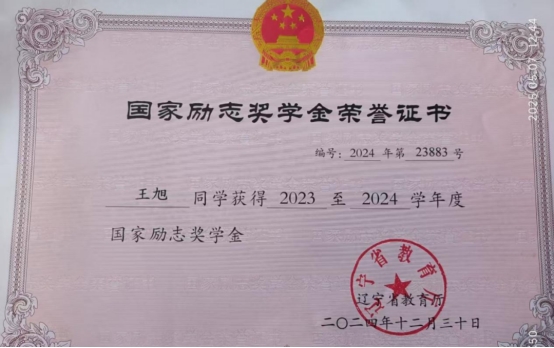 国家励志奖学金荣誉证书
编号：2024 年第 23883 号
王旭 同学获得 2023 至 2024 学年度
国家励志奖学金
辽宁省教育厅
辽宁省教育厅
二〇二四年十二月三十日